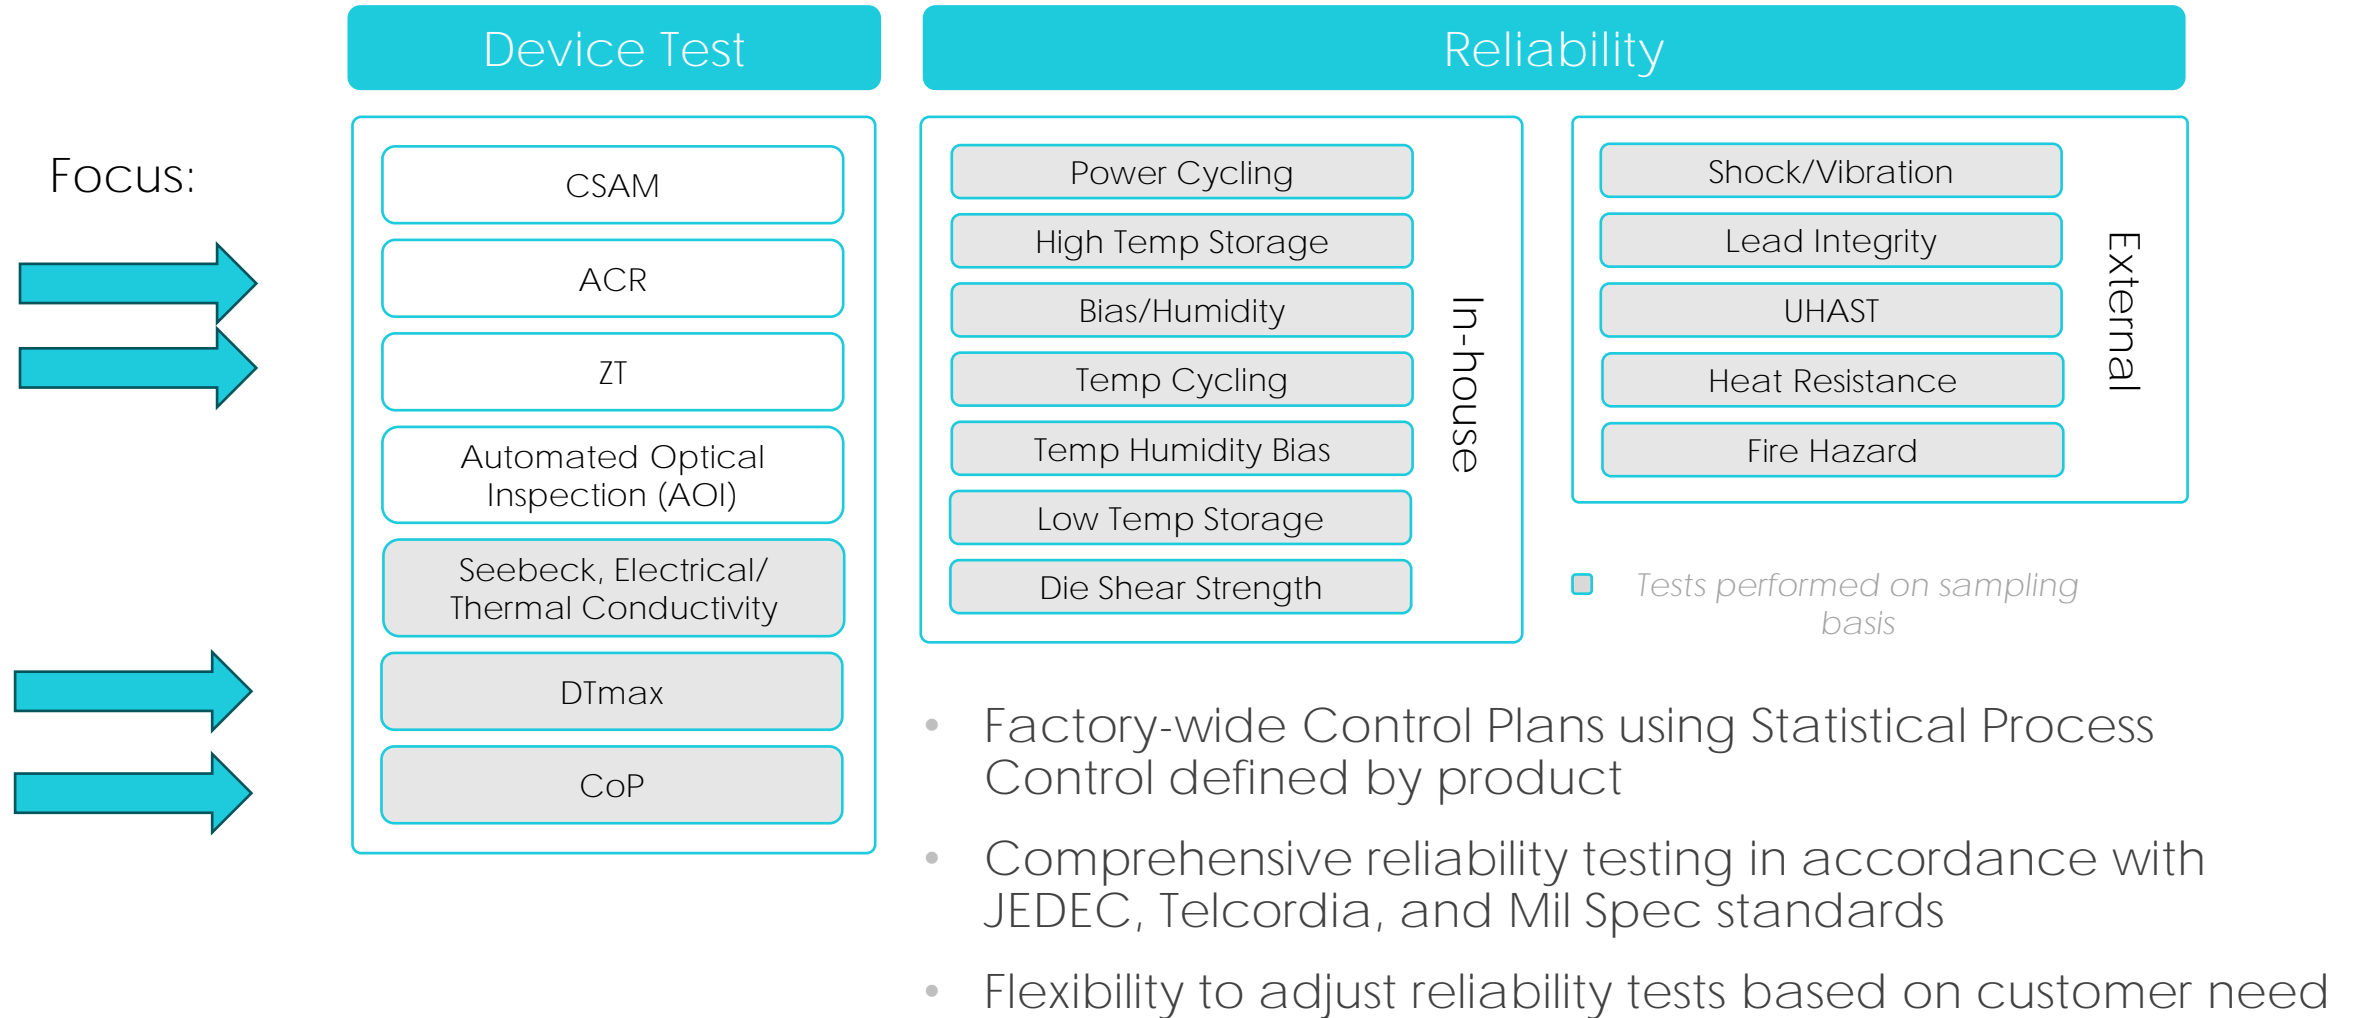 Device Test
Reliability
Focus:
CSAM
ACR
ZT
Automated Optical
Inspection (AOI)
Seebeck, Electrical/
Thermal Conductivity
DTmax
CoP
Power Cycling
High Temp Storage
Bias/Humidity
Temp Cycling
Temp Humidity Bias
Low Temp Storage
Die Shear Strength
In-house
Shock/Vibration
Lead Integrity
UHAST
Heat Resistance
Fire Hazard
External
Tests performed on sampling
basis
• Factory-wide Control Plans using Statistical Process
Control defined by product
• Comprehensive reliability testing in accordance with
JEDEC, Telcordia, and Mil Spec standards
• Flexibility to adjust reliability tests based on customer need